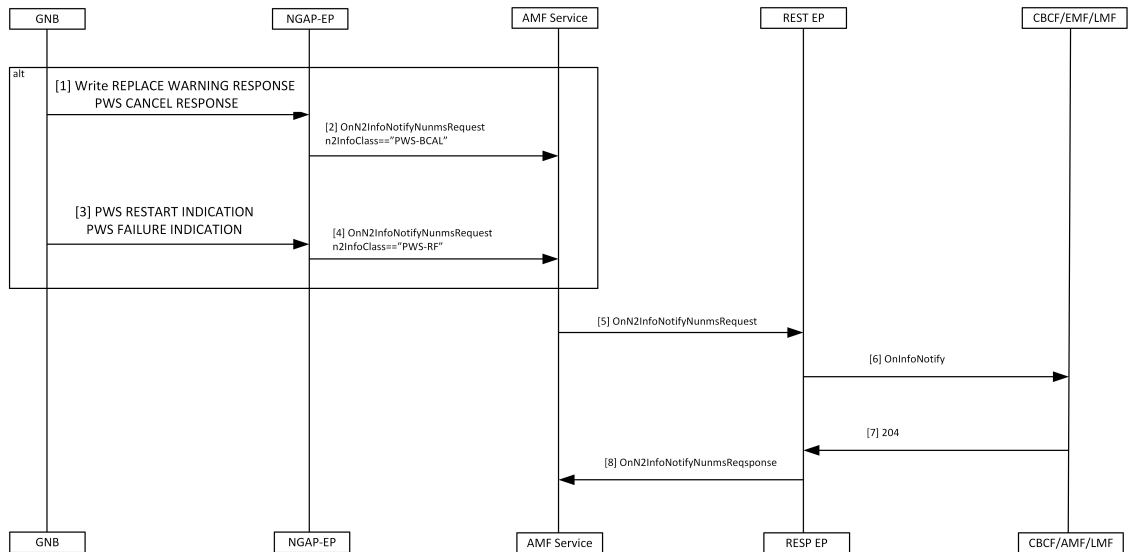 GNB
NGAP-EP
AMF Service
REST EP
CBCF/EMF/LMF
alt
[1] Write REPLACE WARNING RESPONSE
PWS CANCEL RESPONSE
[2] OnN2InfoNotifyNunmsRequest
n2InfoClass==“PWS-BCAL”
[3] PWS RESTART INDICATION
PWS FAILURE INDICATION
[4] OnN2InfoNotifyNunmsRequest
n2InfoClass==“PWS-RF”
[5] OnN2InfoNotifyNunmsRequest
[6] OnInfoNotify
[7] 204
[8] OnN2InfoNotifyNunmsReqsponse
GNB
NGAP-EP
AMF Service
RESP EP
CBCF/AMF/LMF